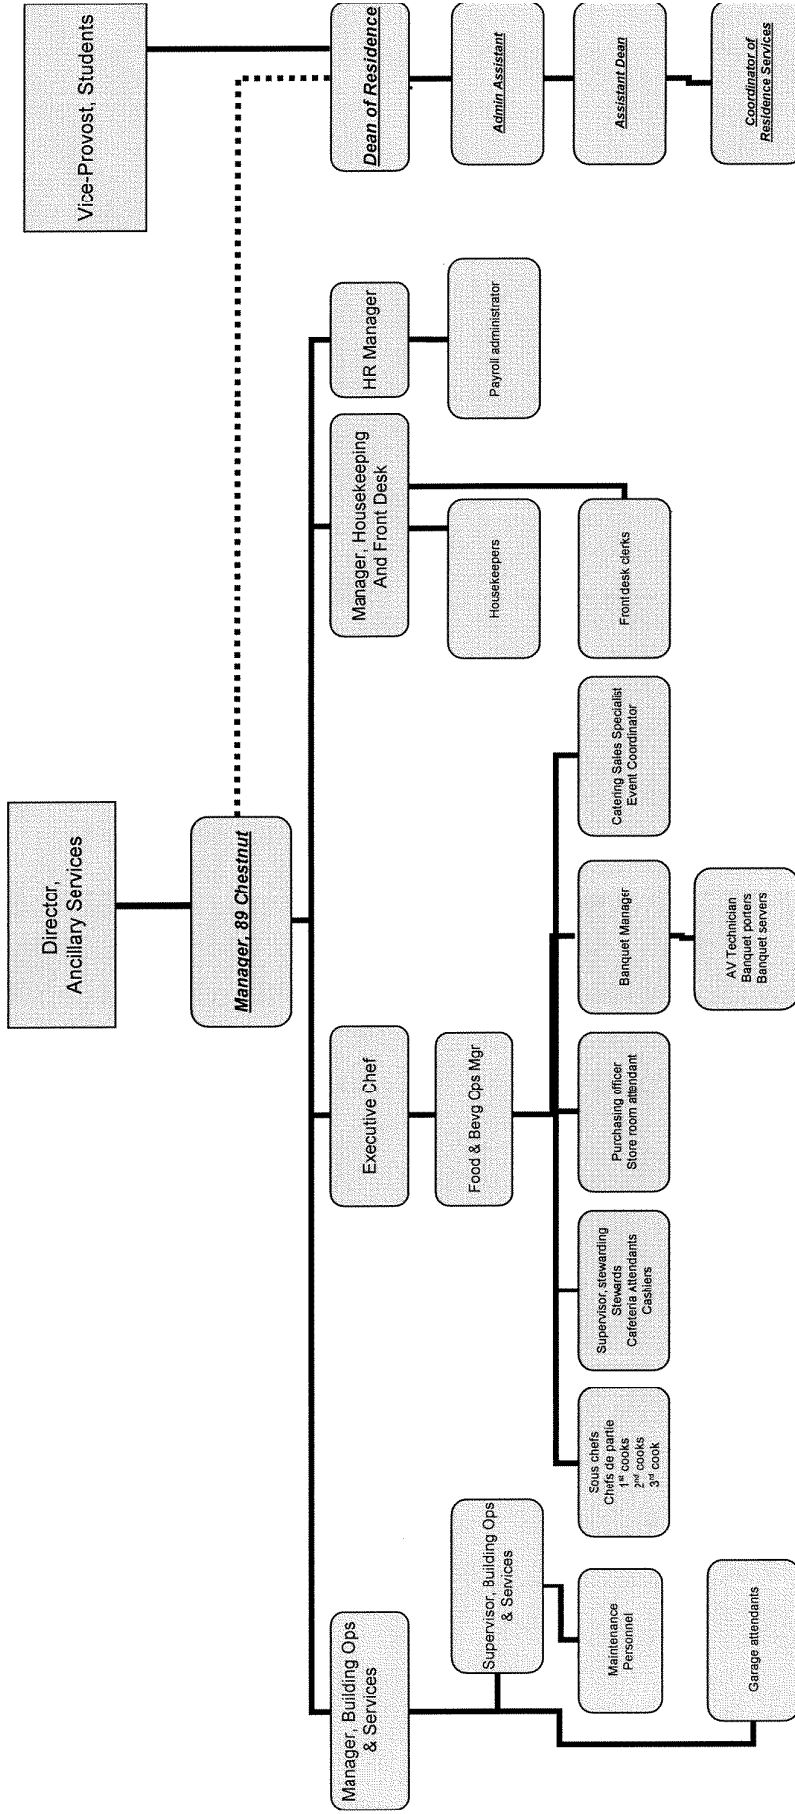 Director,
Ancillary Services
Vice-Provost, Students
Manager, 89 Chestnut
Manager, Building Ops
& Services
Executive Chef
Manager, Housekeeping
And Front Desk
HR Manager
Dean of Residence
Supervisor, Building Ops
& Services
Food & Bevg Ops Mgr
Housekeepers
Payroll administrator
Admin Assistant
Maintenance
Personnel
Sous chefs
Chefs de partie
1st cooks
2nd cooks
3rd cook
Supervisor, stewarding
Stewards
Cafeteria Attendants
Cashiers
Purchasing officer
Store room attendant
Banquet Manager
Catering Sales Specialist
Event Coordinator
Front desk clerks
Assistant Dean
Garage attendants
AV Technician
Banquet porters
Banquet servers
Coordinator of
Residence Services